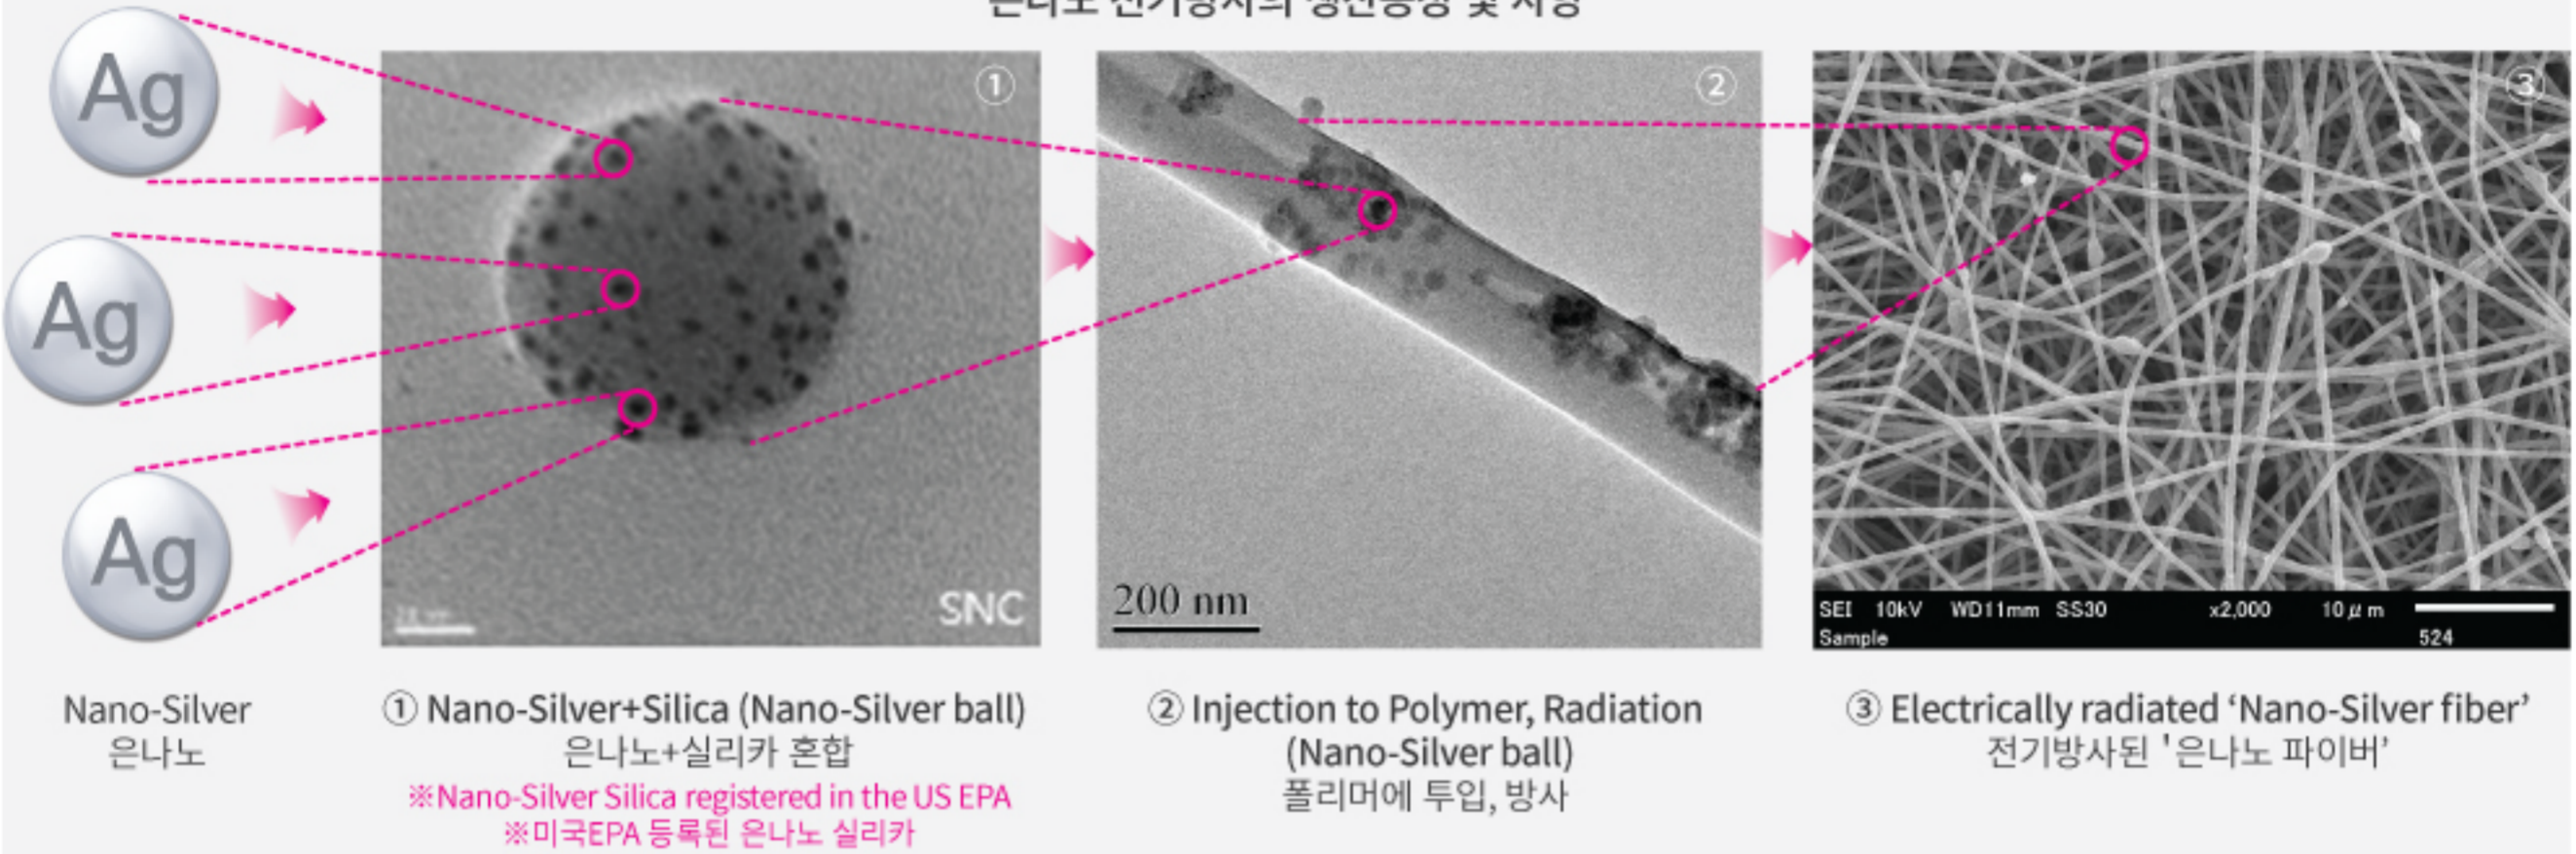 Ag
Ag
Ag
①
SNC
②
200 nm
③
SEI 10kV WD11mm SS30 x2,000 10μm
Sample 524
Nano-Silver
은나노
① Nano-Silver+Silica (Nano-Silver ball)
은나노+실리카 혼합
※Nano-Silver Silica registered in the US EPA
※미국EPA 등록된 은나노 실리카
② Injection to Polymer, Radiation
(Nano-Silver ball)
폴리머에 투입, 방사
③ Electrically radiated ‘Nano-Silver fiber’
전기방사된 '은나노 파이버’